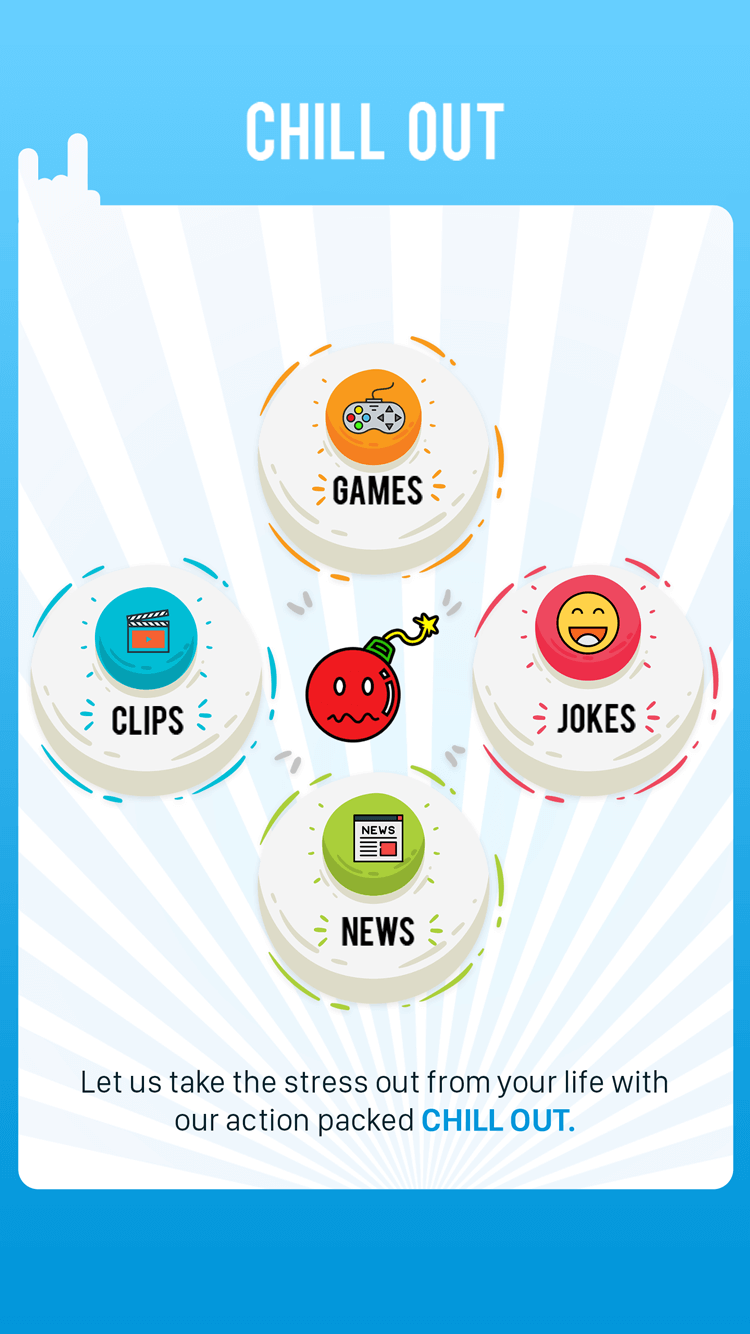 CHILL OUT
GAMES
CLIPS
JOKES
NEWS
NEWS
Let us take the stress out from your life with
our action packed CHILL OUT.